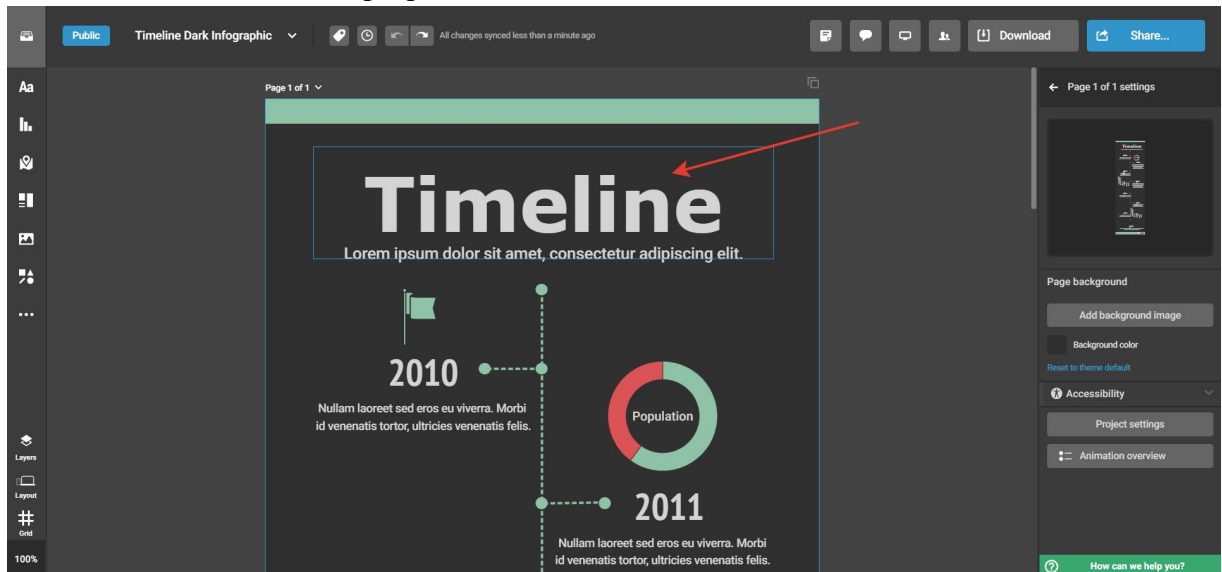 Public
Timeline Dark Infographic
All changes synced less than a minute ago
Download
Share...
Aa
Page 1 of 1
Page 1 of 1 settings
Timeline
Lorem ipsum dolor sit amet, consectetur adipiscing elit.
2010
Nullam laoreet sed eros eu viverra. Morbi
id venenatis tortor, ultricies venenatis felis.
Population
2011
Nullam laoreet sed eros eu viverra. Morbi
id venenatis tortor, ultricies venenatis felis.
Timeline
Page background
Add background image
Background color
Reset to theme default
Accessibility
Project settings
Animation overview
Layers
Layout
Grid
100%
How can we help you?